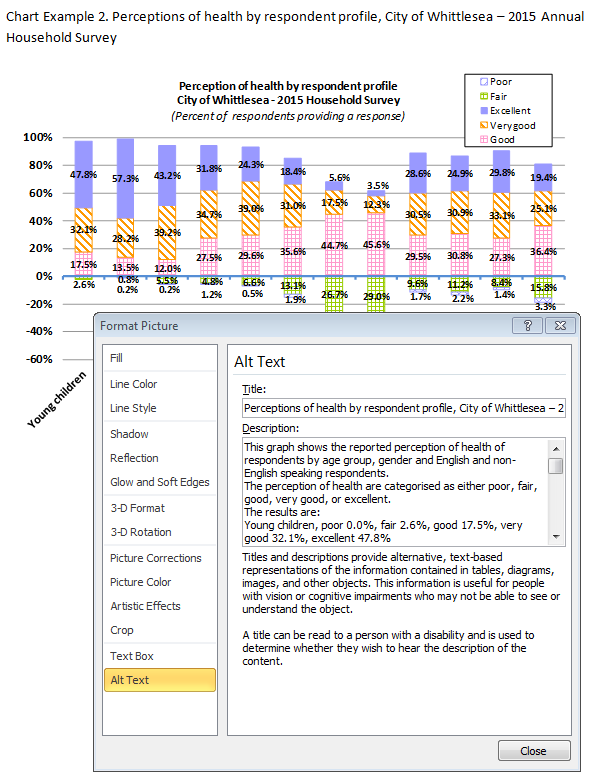 Chart Example 2. Perceptions of health by respondent profile, City of Whittlesea – 2015 Annual
Household Survey
Perception of health by respondent profile
City of Whittlesea - 2015 Household Survey
(Percent of respondents providing a response)
Poor
Fair
Excellent
Verygood
Good
100%
80%
60%
40%
20%
0%
-20%
-40%
-60%
47.8% 57.3% 43.2% 31.8% 24.3% 18.4% 5.6% 3.5% 28.6% 24.9% 29.8% 19.4%
32.1% 28.2% 39.2% 34.7% 39.0% 31.0% 17.5% 12.3% 30.5% 30.9% 33.1% 25.1%
17.5% 13.5% 12.0% 27.5% 29.6% 35.6% 44.7% 45.6% 29.5% 30.8% 27.3% 36.4%
2.6% 0.8% 5.5% 4.8% 6.6% 13.1% 26.7% 29.0% 9.6% 11.2% 8.4% 15.8%
0.2% 0.2% 1.2% 0.5% 1.9% 1.7% 2.2% 1.4% 3.3%
Young children
Format Picture
Fill
Line Color
Line Style
Shadow
Reflection
Glow and Soft Edges
3-D Format
3-D Rotation
Picture Corrections
Picture Color
Artistic Effects
Crop
Text Box
Alt Text
Alt Text
Title:
Perceptions of health by respondent profile, City of Whittlesea – 2
Description:
This graph shows the reported perception of health of
respondents by age group, gender and English and non-
English speaking respondents.
The perception of health are categorised as either poor, fair,
good, very good, or excellent.
The results are:
Young children, poor 0.0%, fair 2.6%, good 17.5%, very
good 32.1%, excellent 47.8%
Titles and descriptions provide alternative, text-based
representations of the information contained in tables, diagrams,
images, and other objects. This information is useful for people
with vision or cognitive impairments who may not be able to see or
understand the object.
A title can be read to a person with a disability and is used to
determine whether they wish to hear the description of the
content.
Close